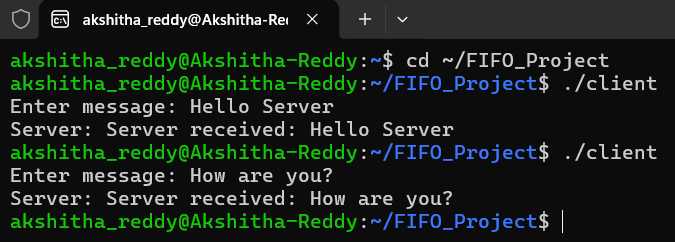 akshitha_reddy@Akshitha-Re
akshitha_reddy@Akshitha-Reddy:~$ cd ~/FIFO_Project
akshitha_reddy@Akshitha-Reddy:~/FIFO_Project$ ./client
Enter message: Hello Server
Server: Server received: Hello Server
akshitha_reddy@Akshitha-Reddy:~/FIFO_Project$ ./client
Enter message: How are you?
Server: Server received: How are you?
akshitha_reddy@Akshitha-Reddy:~/FIFO_Project$